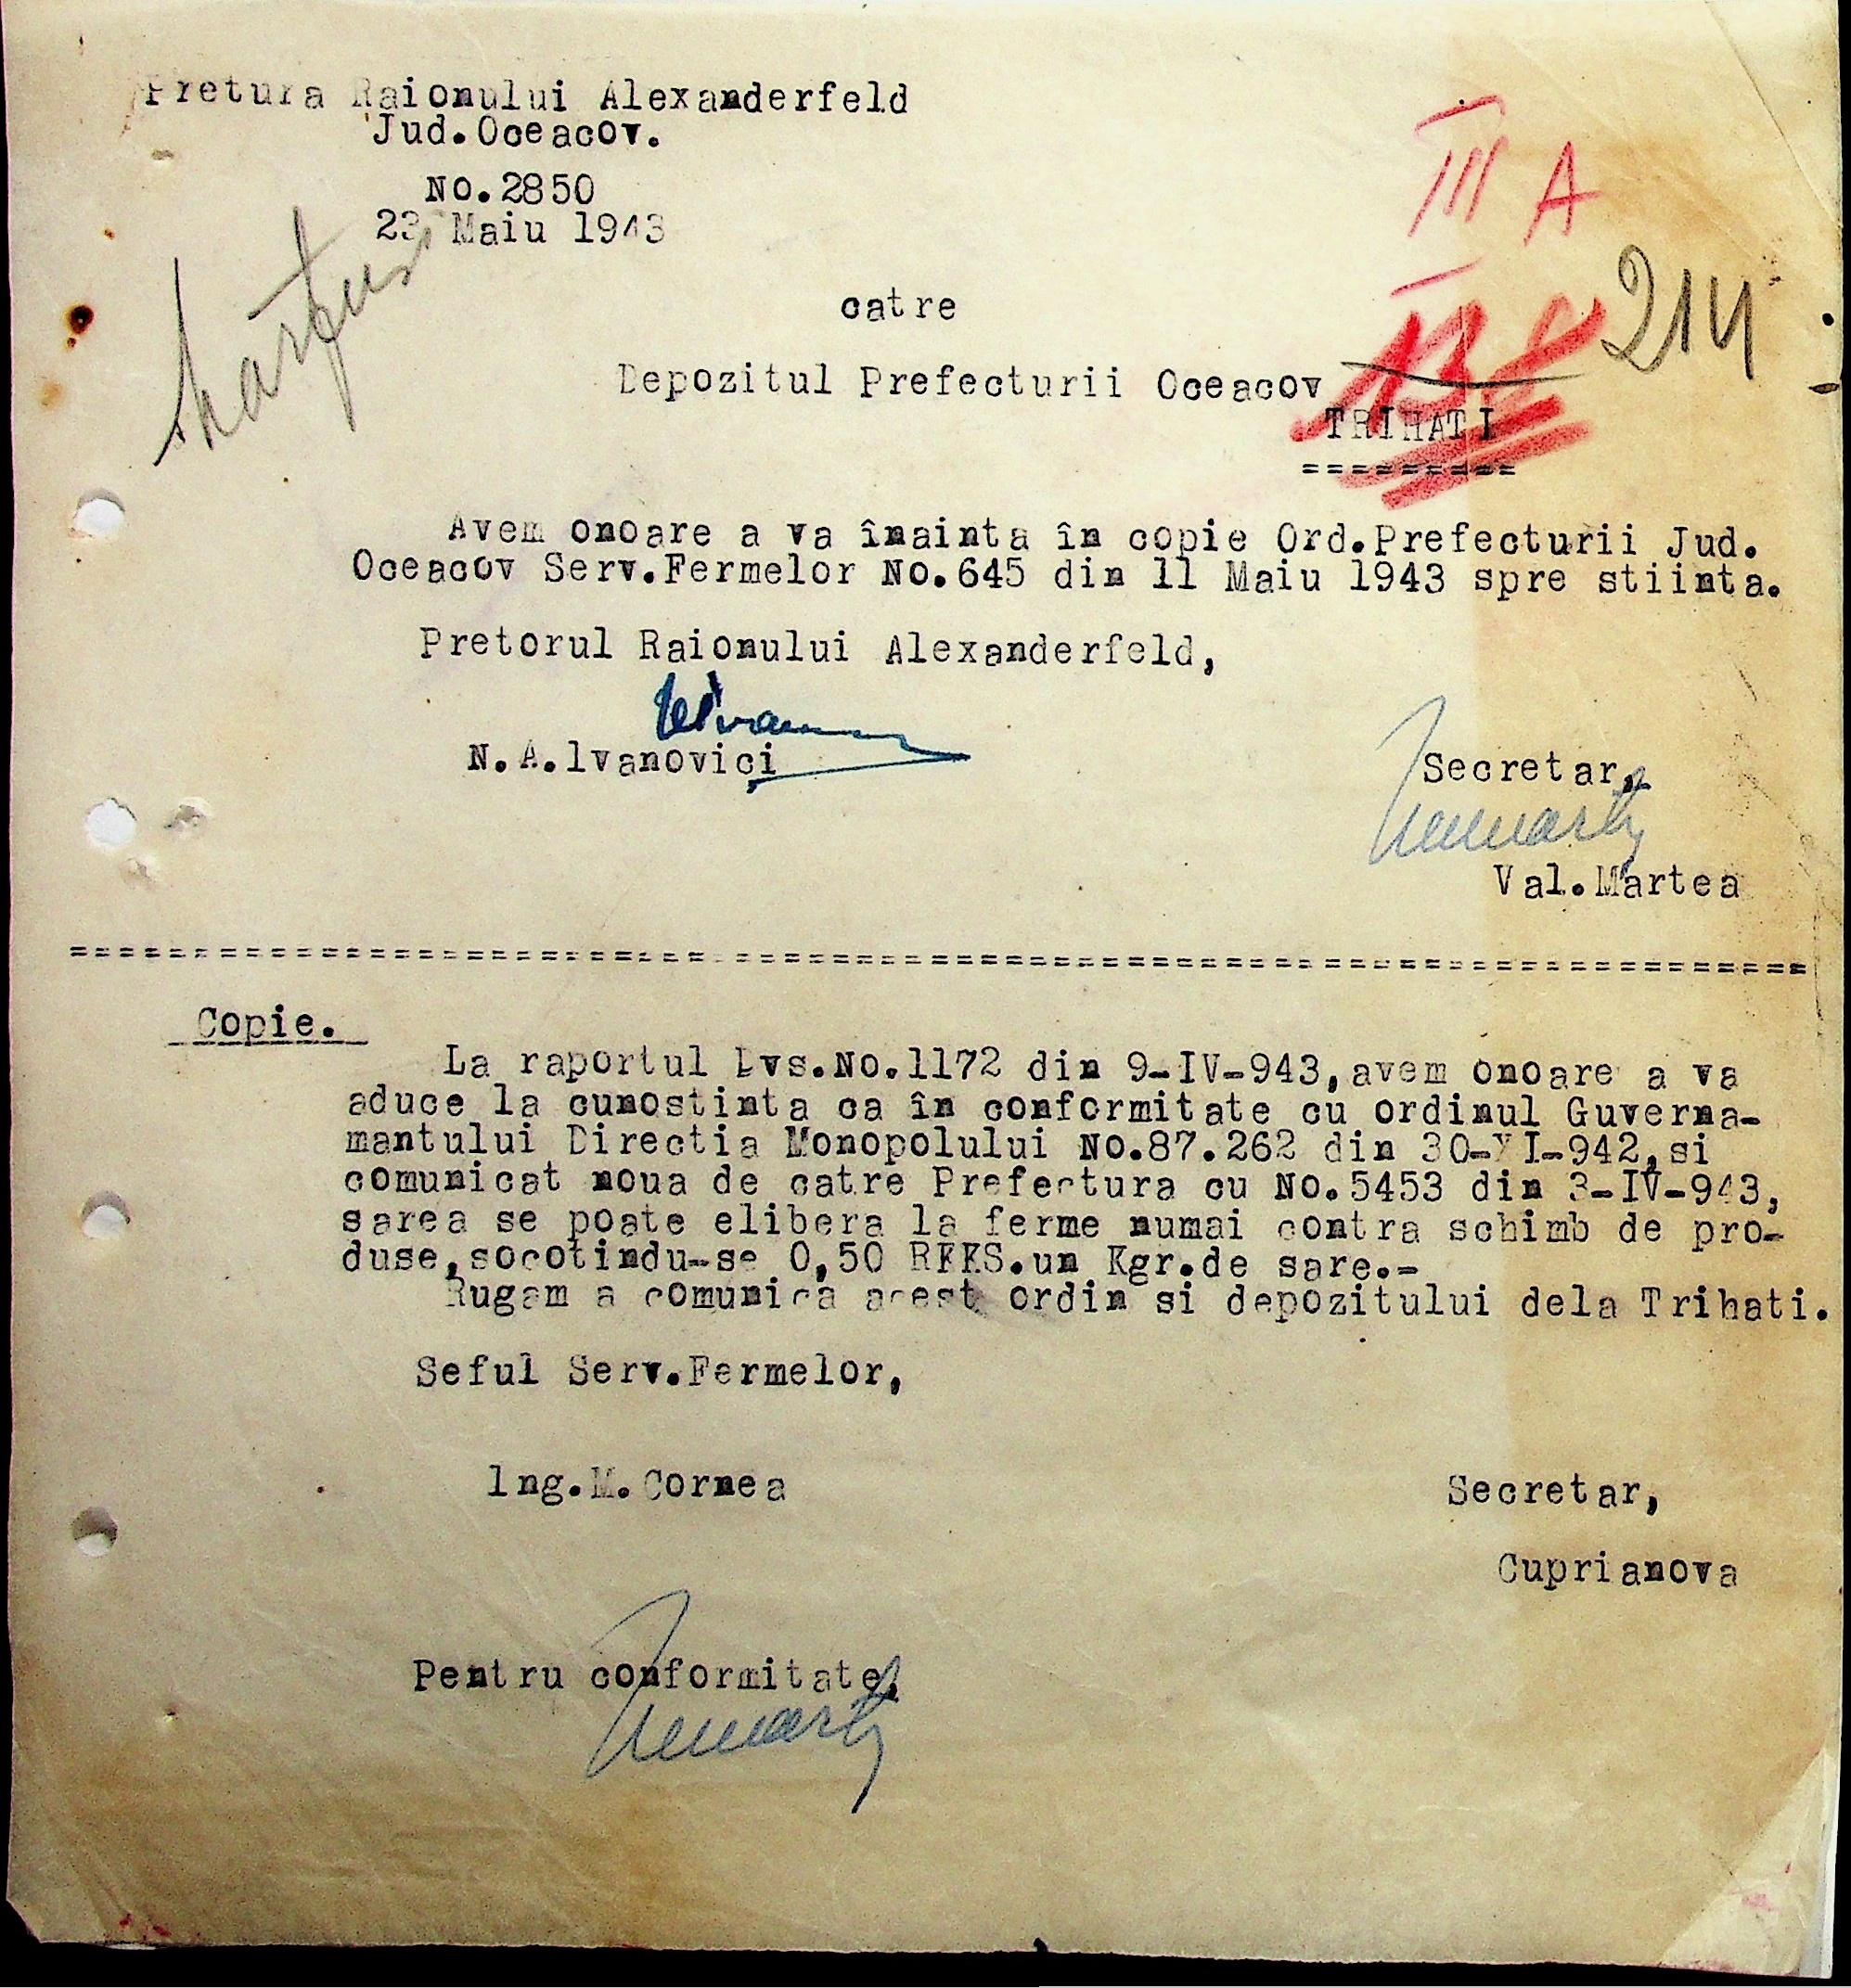 Pretura Raionului Alexanderfeld
Jud.Oceacov.
No.2850
23 Maiu 1943
III A
214
catre
Depozitul Prefecturii Oceacov
TRIHATI
=========
Avem onoare a va înainta în copie Ord.Prefecturii Jud.
Oceacov Serv.Fermelor No.645 din 11 Maiu 1943 spre stiinta.
Pretorul Raionului Alexanderfeld,
N.A.Ivanovici
Secretar,
Val.Martea
Copie.
La raportul Dvs.No.1172 din 9-IV-943,avem onoare a va
aduce la cunostinta ca în conformitate cu ordinul Guverna-
mantului Directia Monopolului No.87.262 din 30-XI-942,si
comunicat noua de catre Prefectura cu No.5453 din 3-IV-943,
sarea se poate elibera la ferme numai contra schimb de pro-
duse,socotindu-se 0,50 RKKS.un Kgr.de sare.-
Rugam a comunica acest ordin si depozitului dela Trihati.
Seful Serv.Fermelor,
Ing.M.Cornea
Secretar,
Cuprianova
Pentru conformitate,